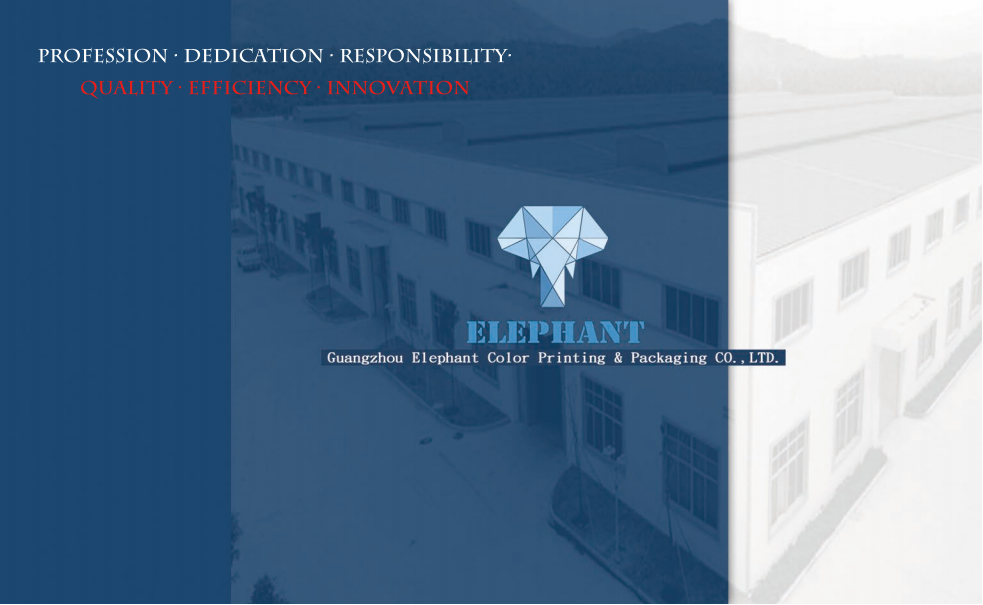 PROFESSION · DEDICATION · RESPONSIBILITY·
QUALITY · EFFICIENCY · INNOVATION
ELEPHANT
Guangzhou Elephant Color Printing & Packaging CO.,LTD.